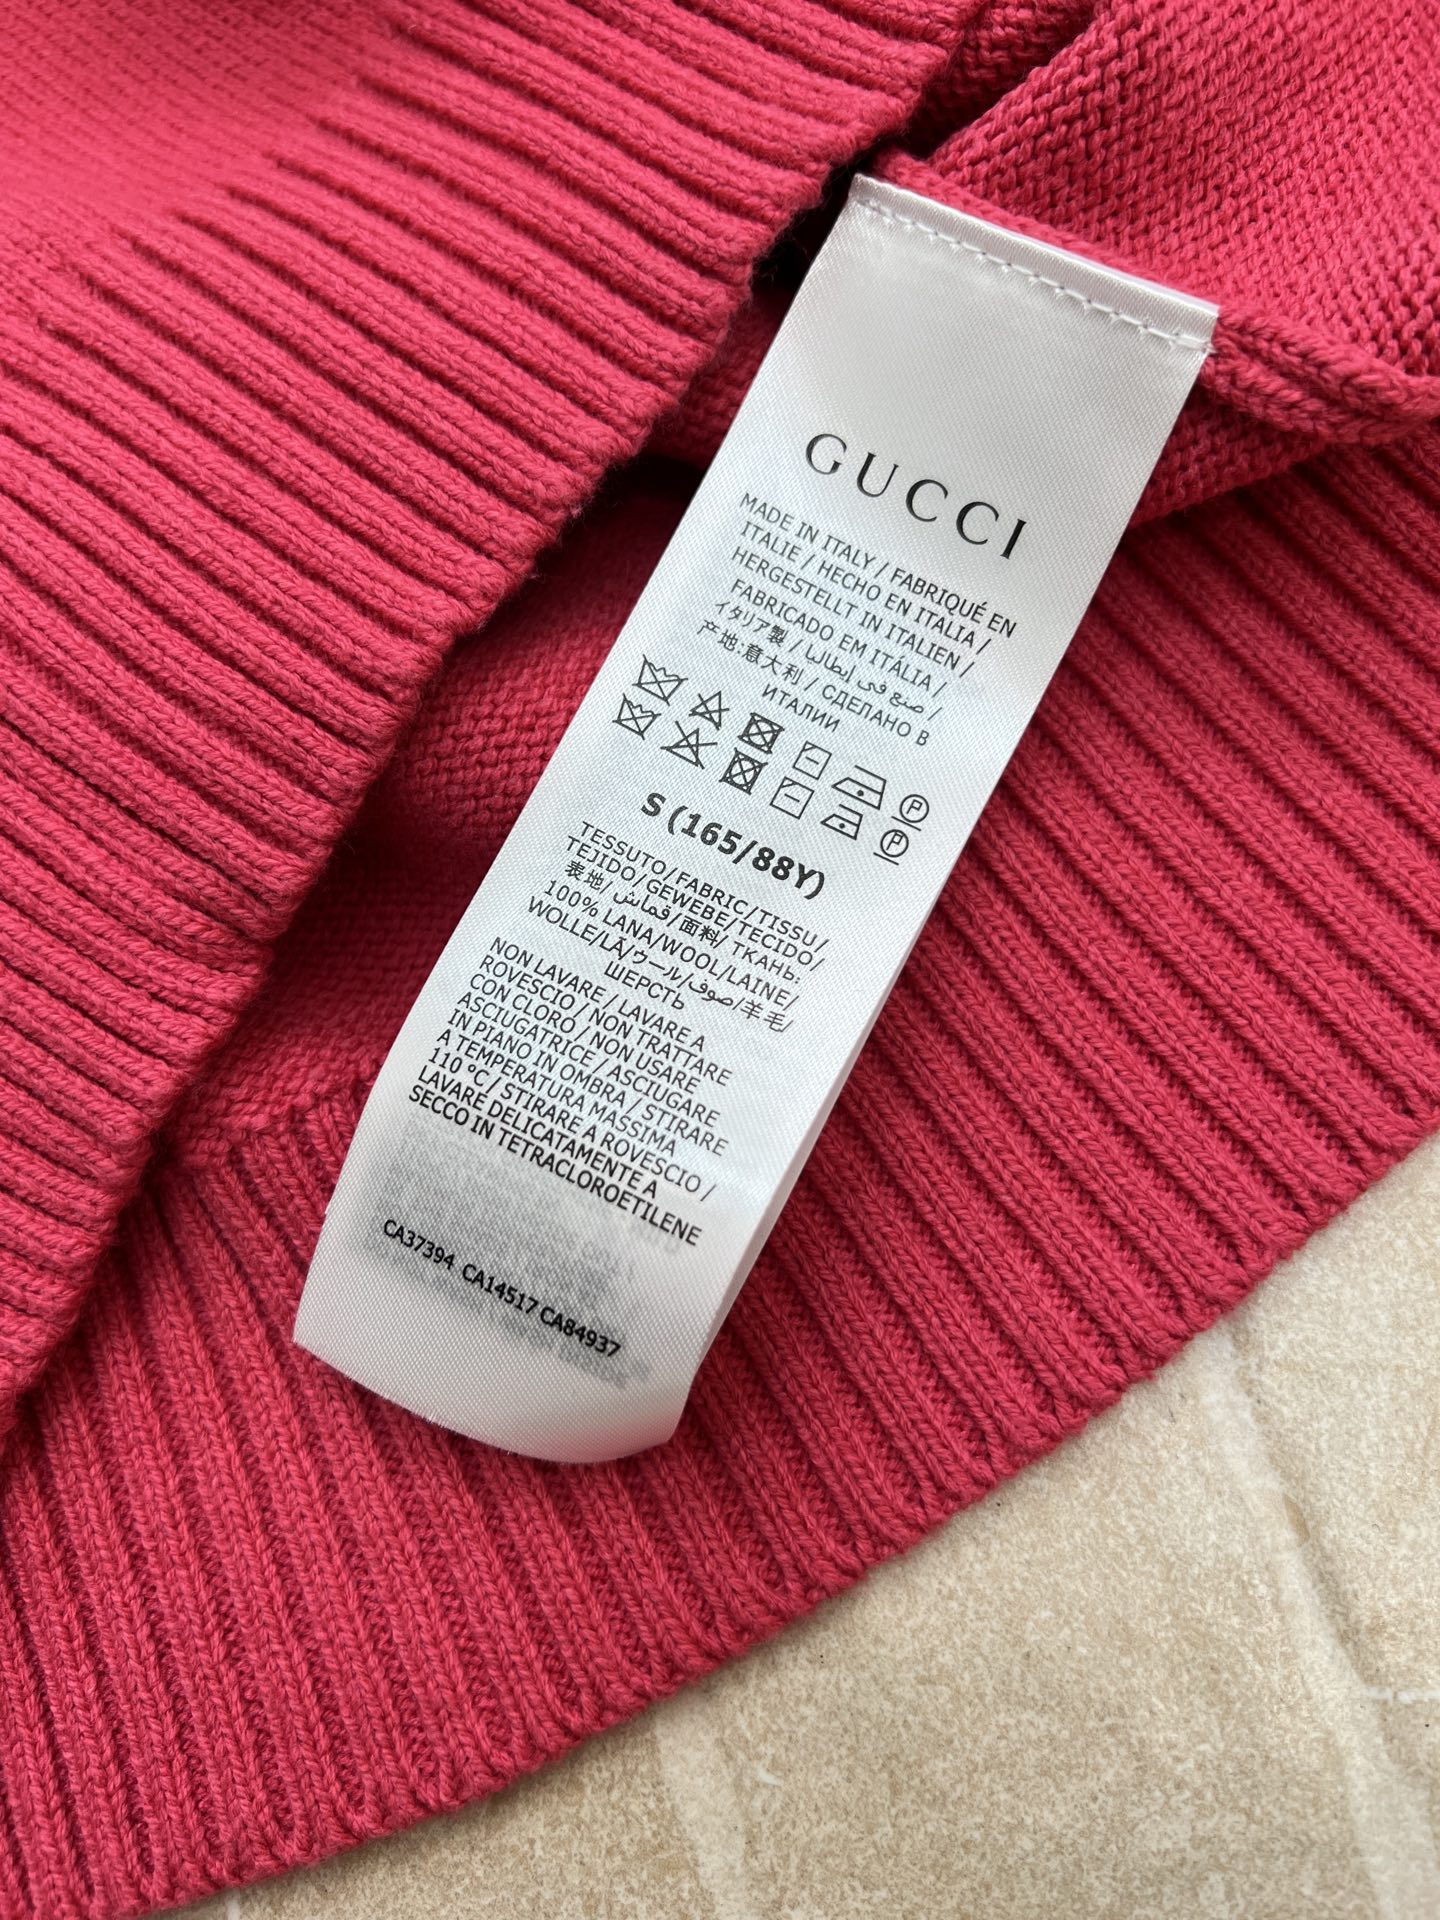 GUCCI
MADE IN ITALY / FABRIQUÉ EN
ITALIE / HECHO EN ITALIA /
HERGESTELLT IN ITALIEN /
FABRICADO EM ITÁLIA /
イタリア製 / صنع في إيطاليا /
产地:意大利 / СДЕЛАНО В
ИТАЛИИ
S (165/88Y)
TESSUTO/FABRIC/TISSU/
TEJIDO/GEWEBE/TECIDO/
表地/قماش/面料/ ТКАНЬ:
100% LANA/WOOL/LAINE/
WOLLE/LÃ/ウール/صوف/羊毛/
ШЕРСТЬ
NON LAVARE / LAVARE A
ROVESCIO / NON TRATTARE
CON CLORO / NON USARE
ASCIUGATRICE / ASCIUGARE
IN PIANO IN OMBRA / STIRARE
A TEMPERATURA MASSIMA
110 °C / STIRARE A ROVESCIO /
LAVARE DELICATAMENTE A
SECCO IN TETRACLOROETILENE
CA37394 CA14517 CA84937